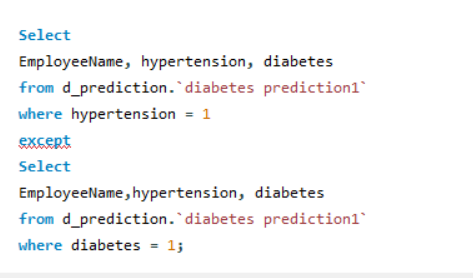 Select
EmployeeName, hypertension, diabetes
from d_prediction.`diabetes prediction1`
where hypertension = 1
except
Select
EmployeeName,hypertension, diabetes
from d_prediction.`diabetes prediction1`
where diabetes = 1;